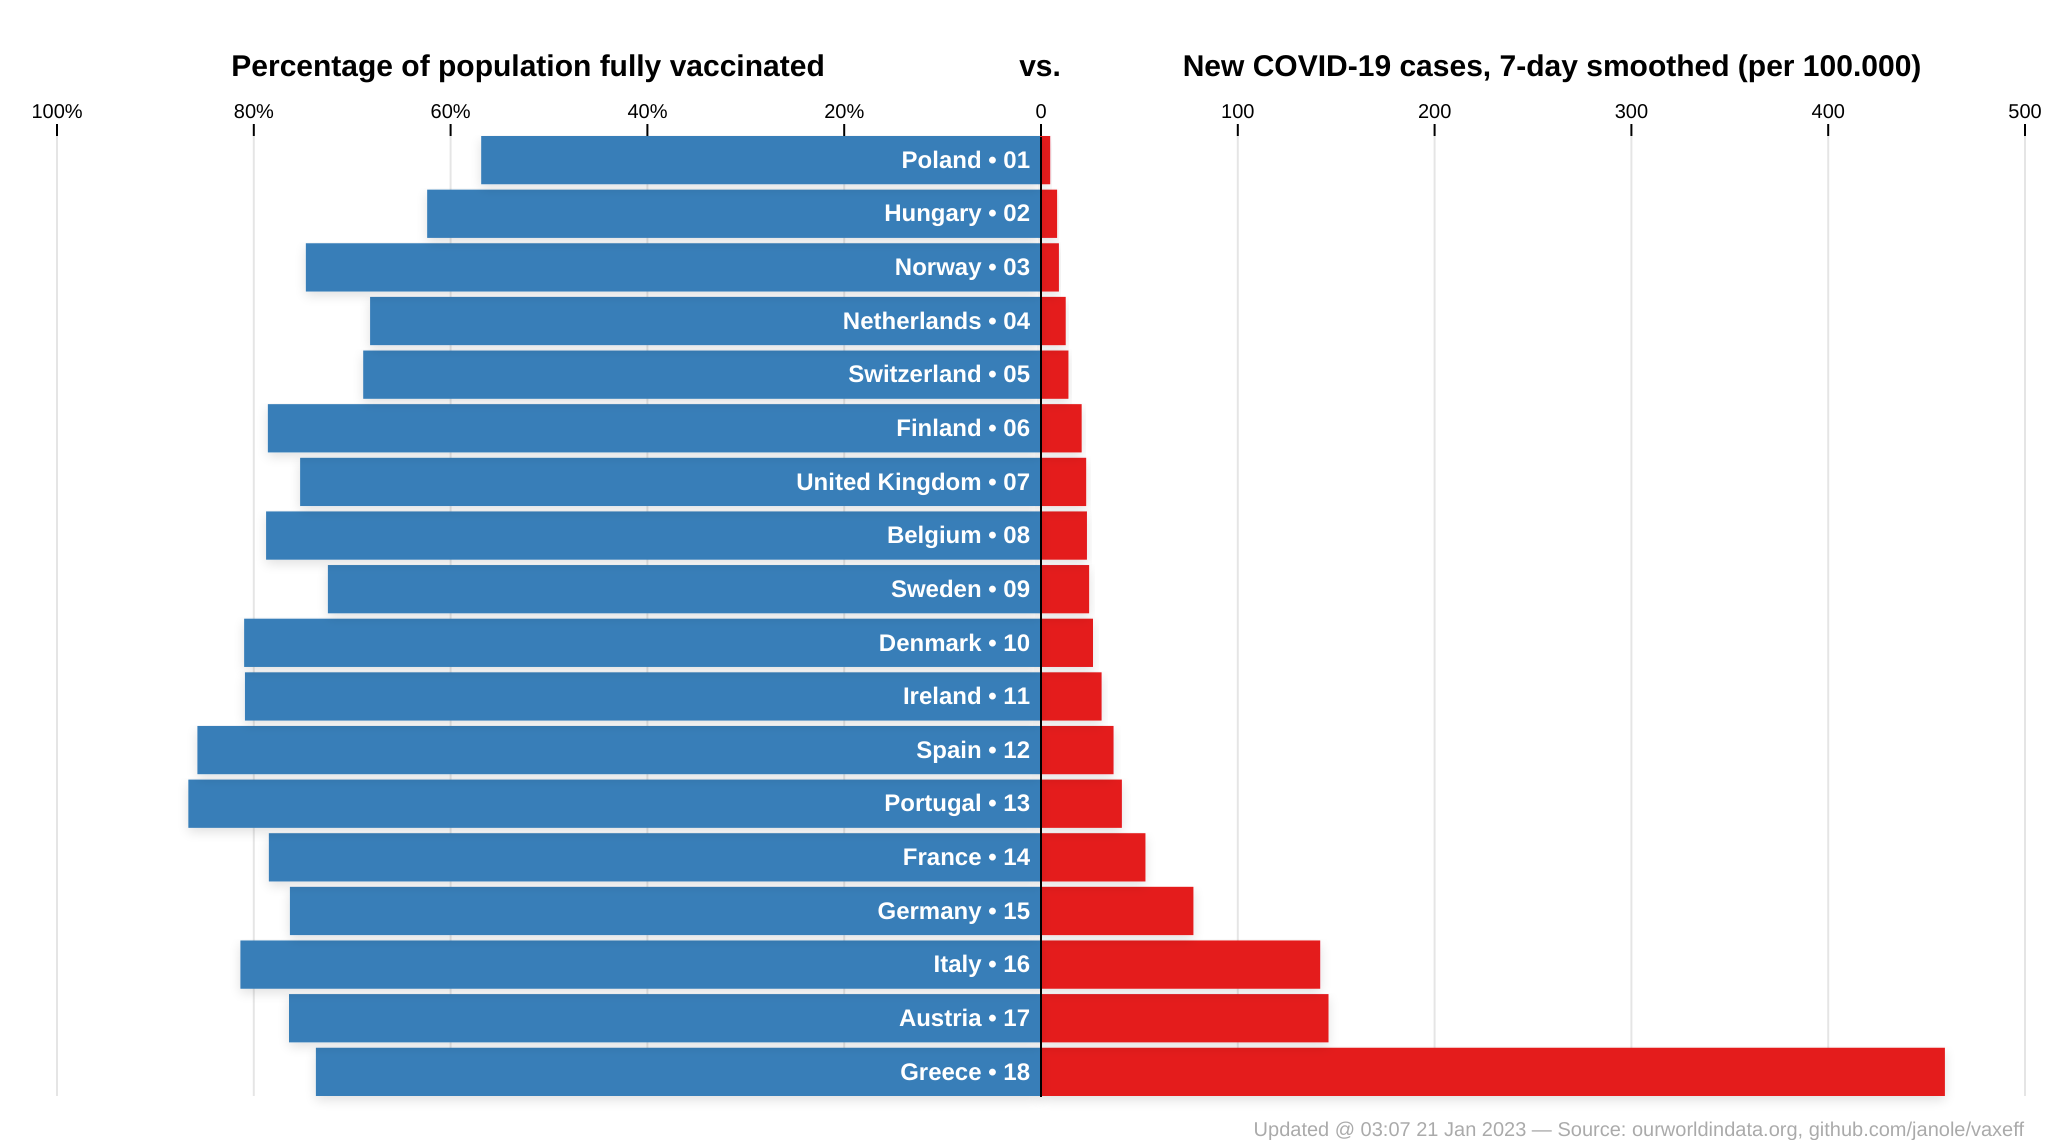 Percentage of population fully vaccinated vs. New COVID-19 cases, 7-day smoothed (per 100.000)
100% 80% 60% 40% 20% 0 100 200 300 400 500
Poland • 01
Hungary • 02
Norway • 03
Netherlands • 04
Switzerland • 05
Finland • 06
United Kingdom • 07
Belgium • 08
Sweden • 09
Denmark • 10
Ireland • 11
Spain • 12
Portugal • 13
France • 14
Germany • 15
Italy • 16
Austria • 17
Greece • 18
Updated @ 03:07 21 Jan 2023 — Source: ourworldindata.org, github.com/janole/vaxeff